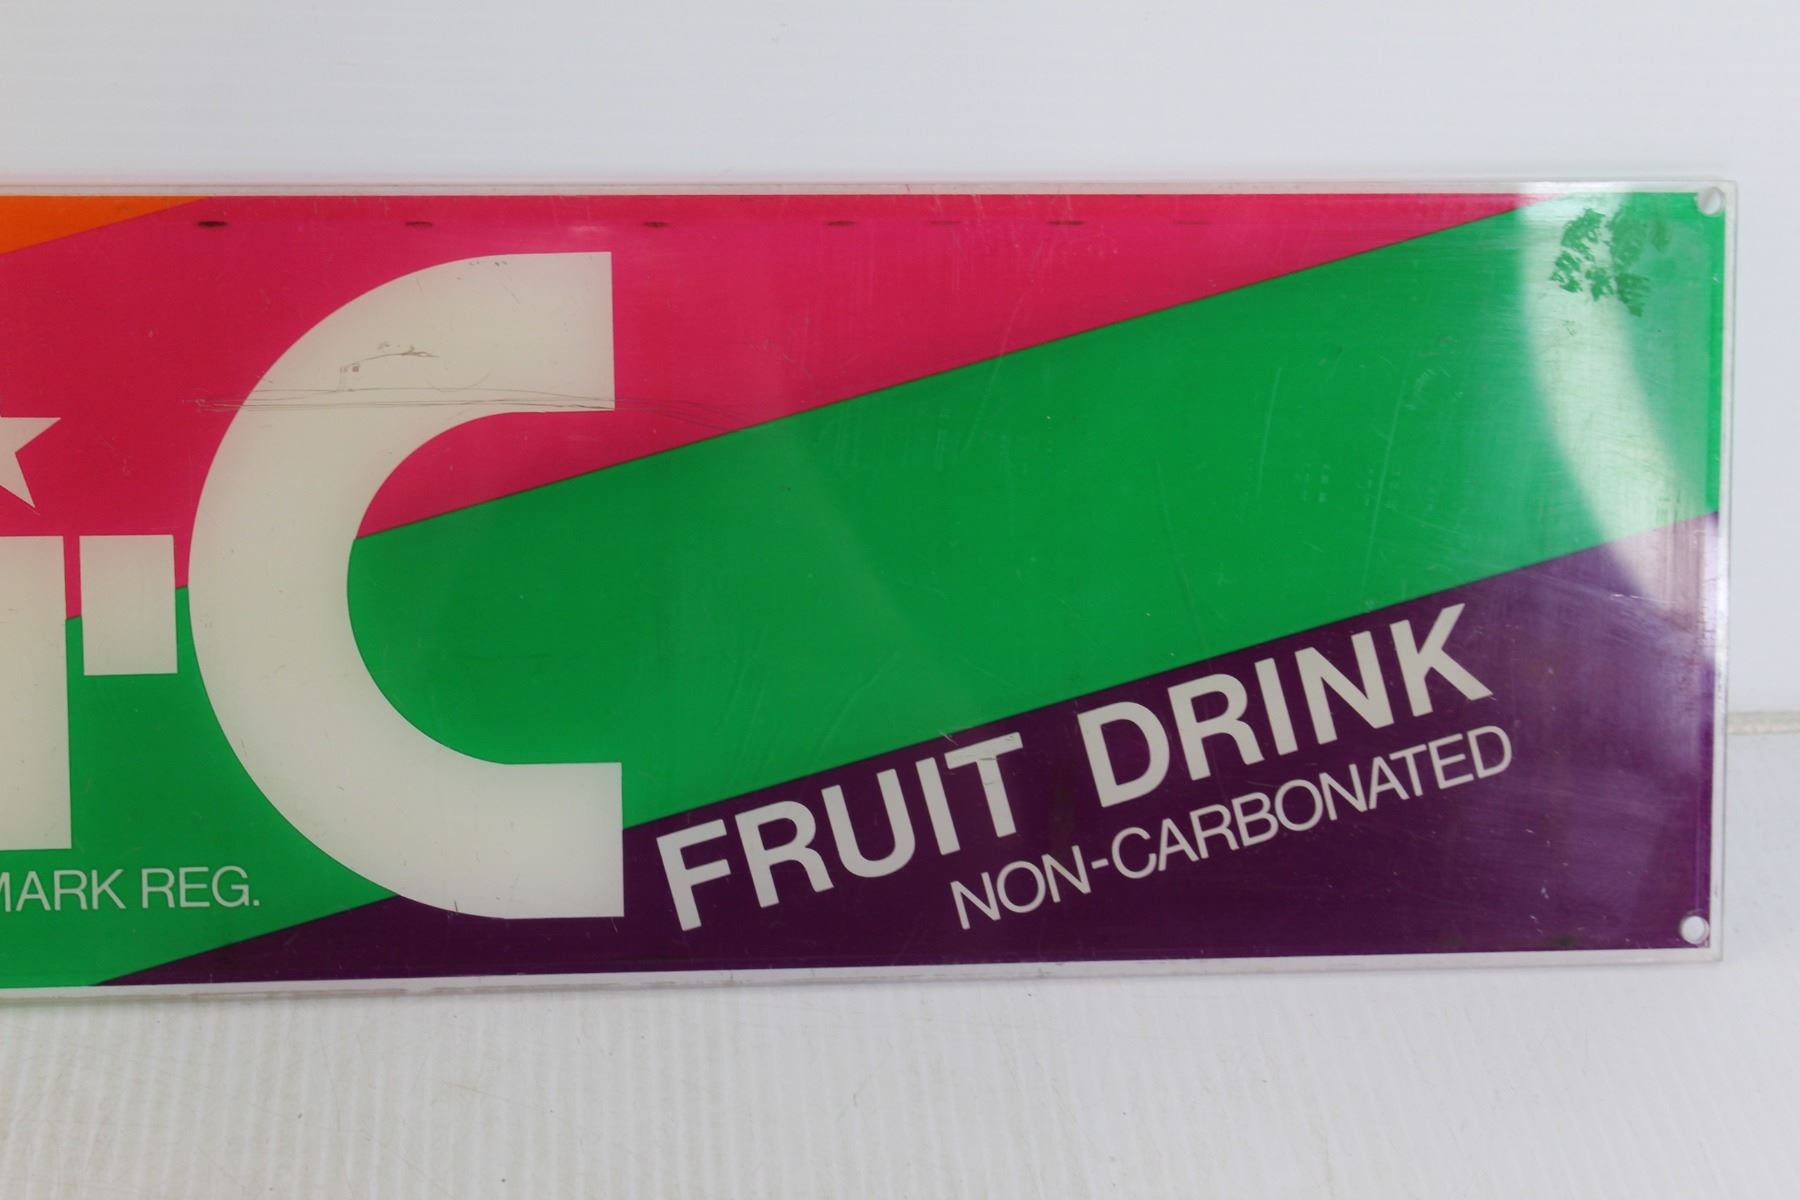 C
MARK REG.
FRUIT DRINK
NON-CARBONATED